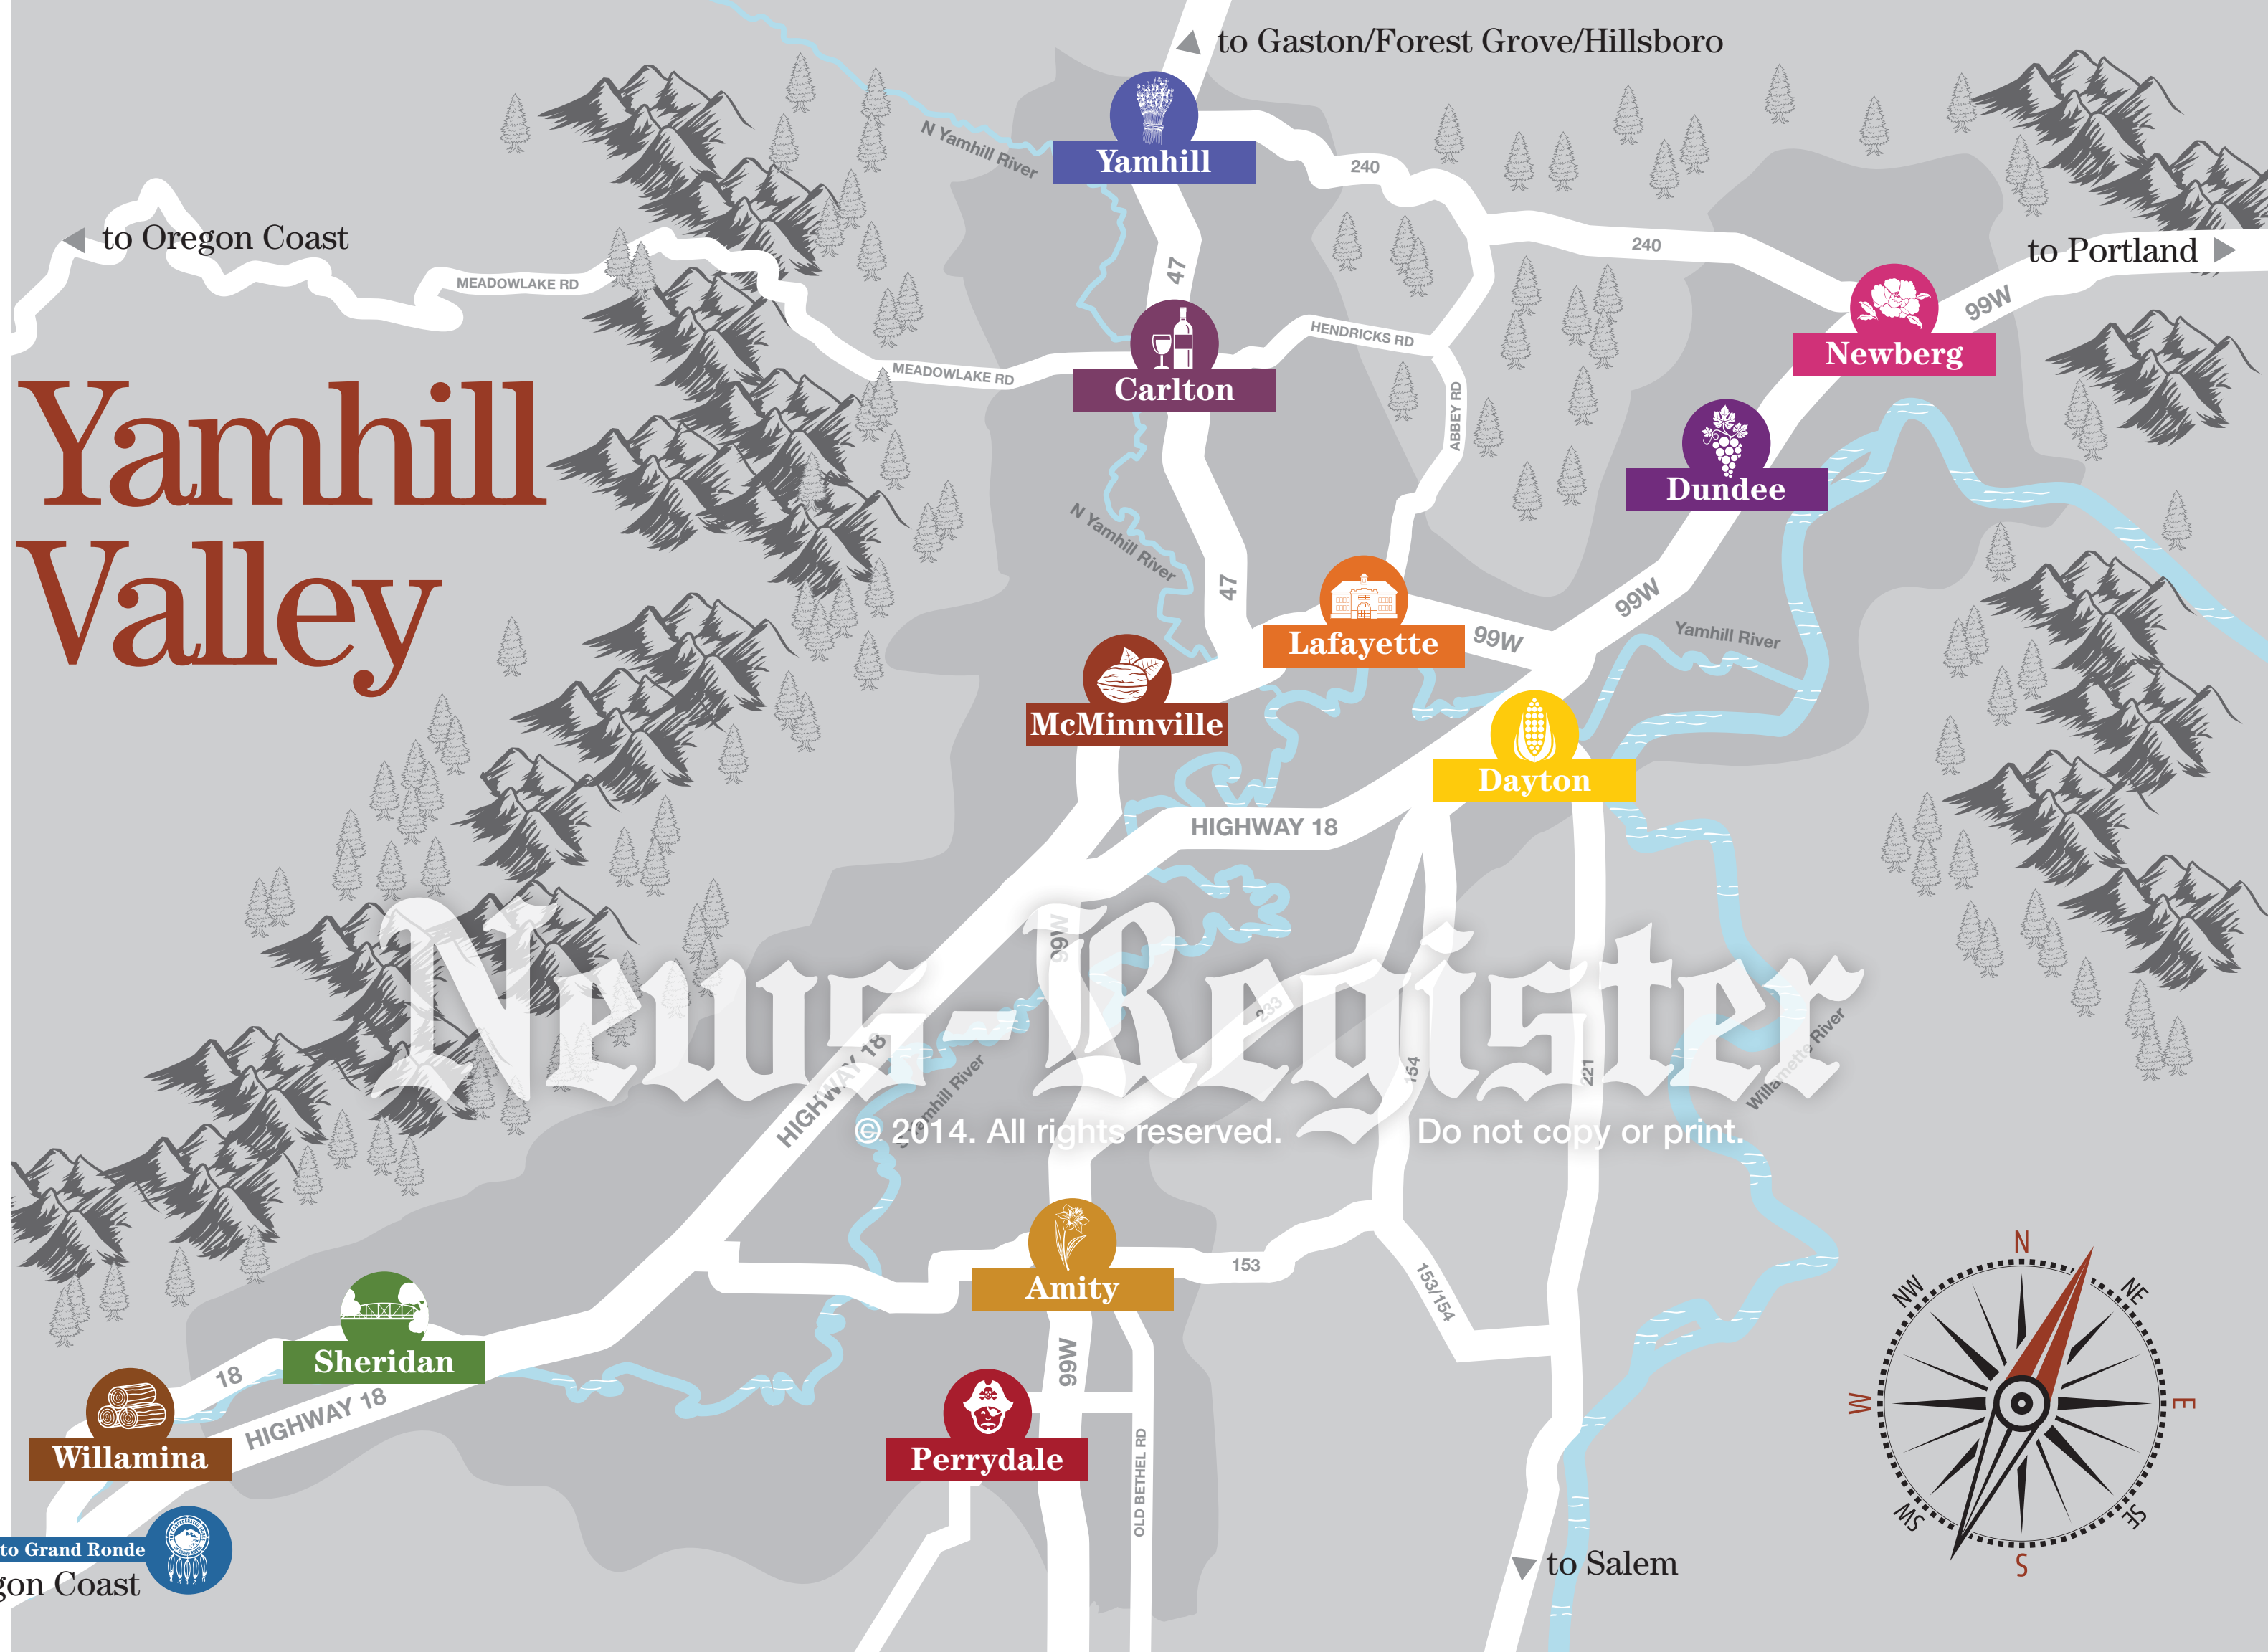 to Gaston/Forest Grove/Hillsboro
Yamhill
N Yamhill River
240
to Oregon Coast
240
to Portland
47
MEADOWLAKE RD
99W
HENDRICKS RD
Newberg
MEADOWLAKE RD
Carlton
ABBEY RD
Yamhill
Valley
Dundee
N Yamhill River
47
99W
Lafayette
99W
Yamhill River
McMinnville
Dayton
HIGHWAY 18
99W
News-Register
233
HIGHWAY 18
154
221
Willamette River
Yamhill River
© 2014. All rights reserved.
Do not copy or print.
Amity
153
153/154
N
NW
NE
Sheridan
18
99W
HIGHWAY 18
W
E
Willamina
Perrydale
OLD BETHEL RD
SW
SE
to Grand Ronde
to Salem
S
Coast